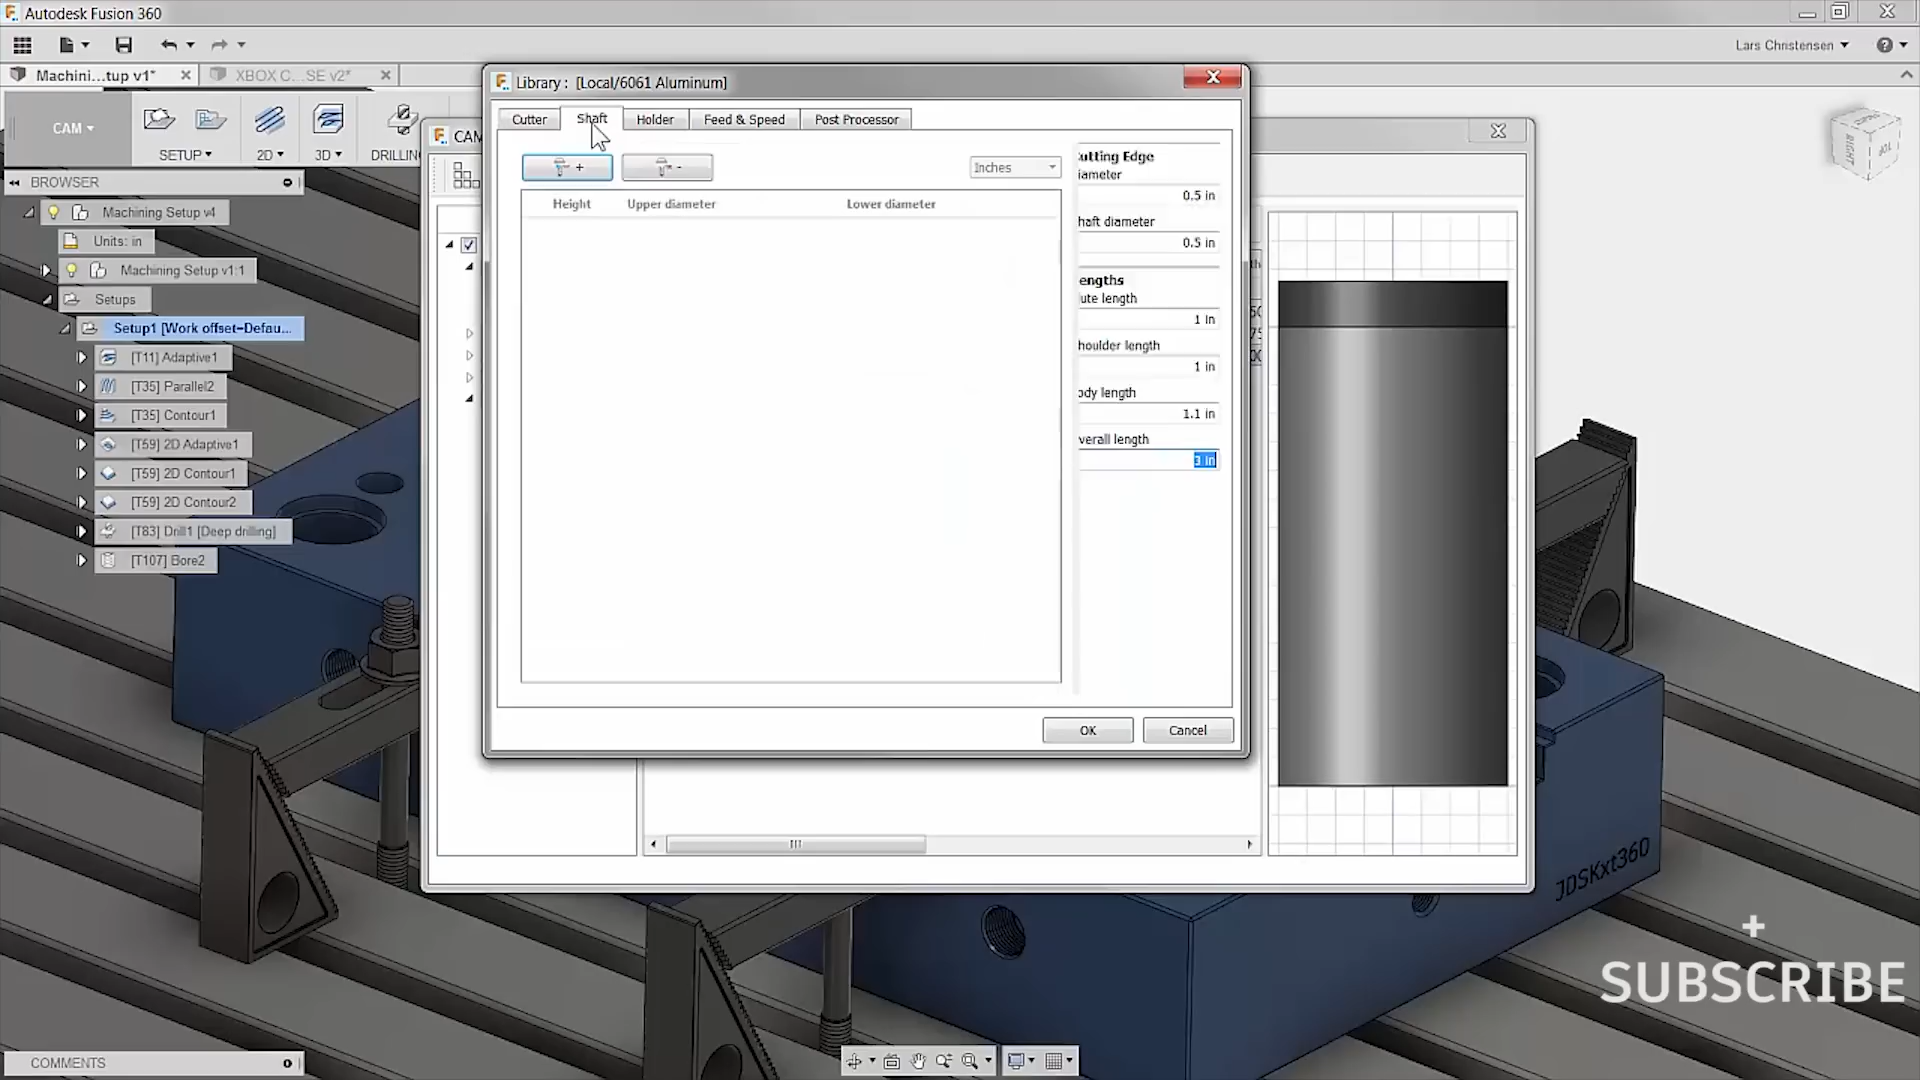 Autodesk Fusion 360
Lars Christensen
Machini...tup v1*
XBOX C...SE v2*
CAM
SETUP
2D
3D
DRILLIN
BROWSER
Machining Setup v4
Units: in
Machining Setup v1:1
Setups
Setup1 [Work offset-Defau...
[T11] Adaptive1
[T35] Parallel2
[T35] Contour1
[T59] 2D Adaptive1
[T59] 2D Contour1
[T59] 2D Contour2
[T83] Drill1 [Deep drilling]
[T107] Bore2
CAM
Library : [Local/6061 Aluminum]
Cutter
Shaft
Holder
Feed & Speed
Post Processor
+
-
Inches
Height
Upper diameter
Lower diameter
utting Edge
iameter
0.5 in
haft diameter
0.5 in
engths
ute length
1 in
houlder length
1 in
ody length
1.1 in
verall length
3 in
OK
Cancel
RIGHT
TOP
JDSKxt360
+
SUBSCRIBE
COMMENTS